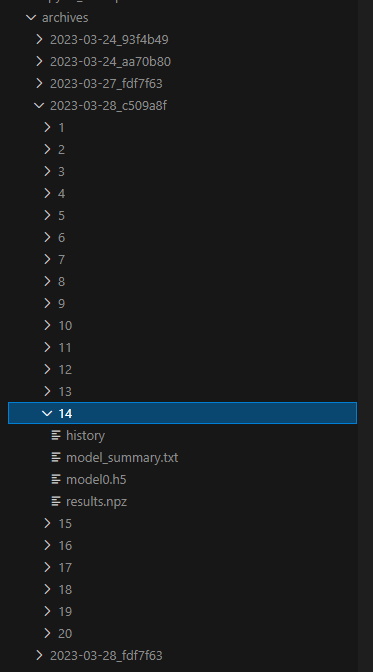 archives
2023-03-24_93f4b49
2023-03-24_aa70b80
2023-03-27_fdf7f63
2023-03-28_c509a8f
1
2
3
4
5
6
7
8
9
10
11
12
13
14
history
model_summary.txt
model0.h5
results.npz
15
16
17
18
19
20
2023-03-28_fdf7f63